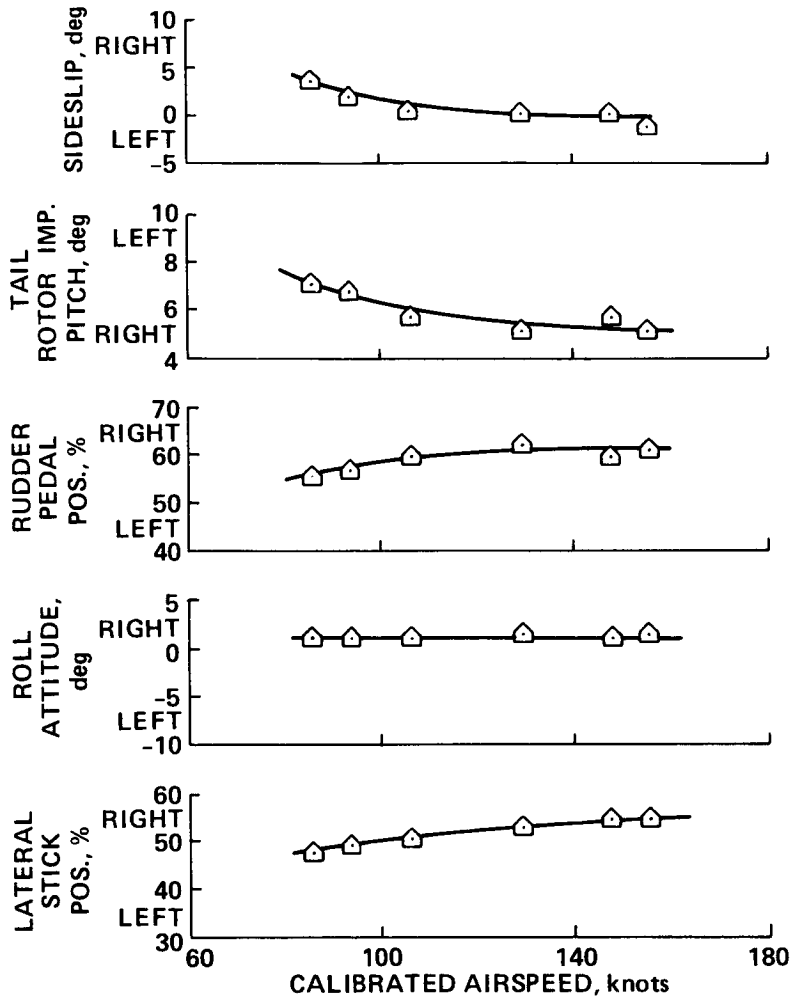 SIDESLIP, deg
10
RIGHT
5
0
LEFT
-5
TAIL
ROTOR IMP.
PITCH, deg
10
LEFT
8
6
RIGHT
4
RUDDER
PEDAL
POS., %
70
RIGHT
60
50
LEFT
40
ROLL
ATTITUDE,
deg
5
RIGHT
0
-5
LEFT
-10
LATERAL
STICK
POS., %
60
RIGHT
50
40
LEFT
30
60 100 140 180
CALIBRATED AIRSPEED, knots